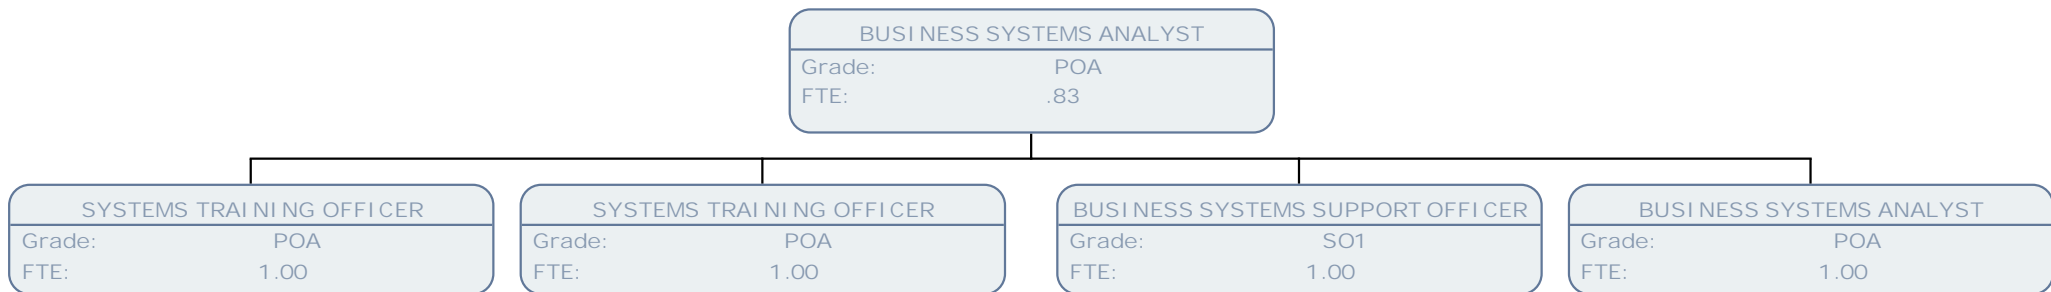 BUSINESS SYSTEMS ANALYST
Grade: POA
FTE: .83
SYSTEMS TRAINING OFFICER
Grade: POA
FTE: 1.00
SYSTEMS TRAINING OFFICER
Grade: POA
FTE: 1.00
BUSINESS SYSTEMS SUPPORT OFFICER
Grade: SO1
FTE: 1.00
BUSINESS SYSTEMS ANALYST
Grade: POA
FTE: 1.00